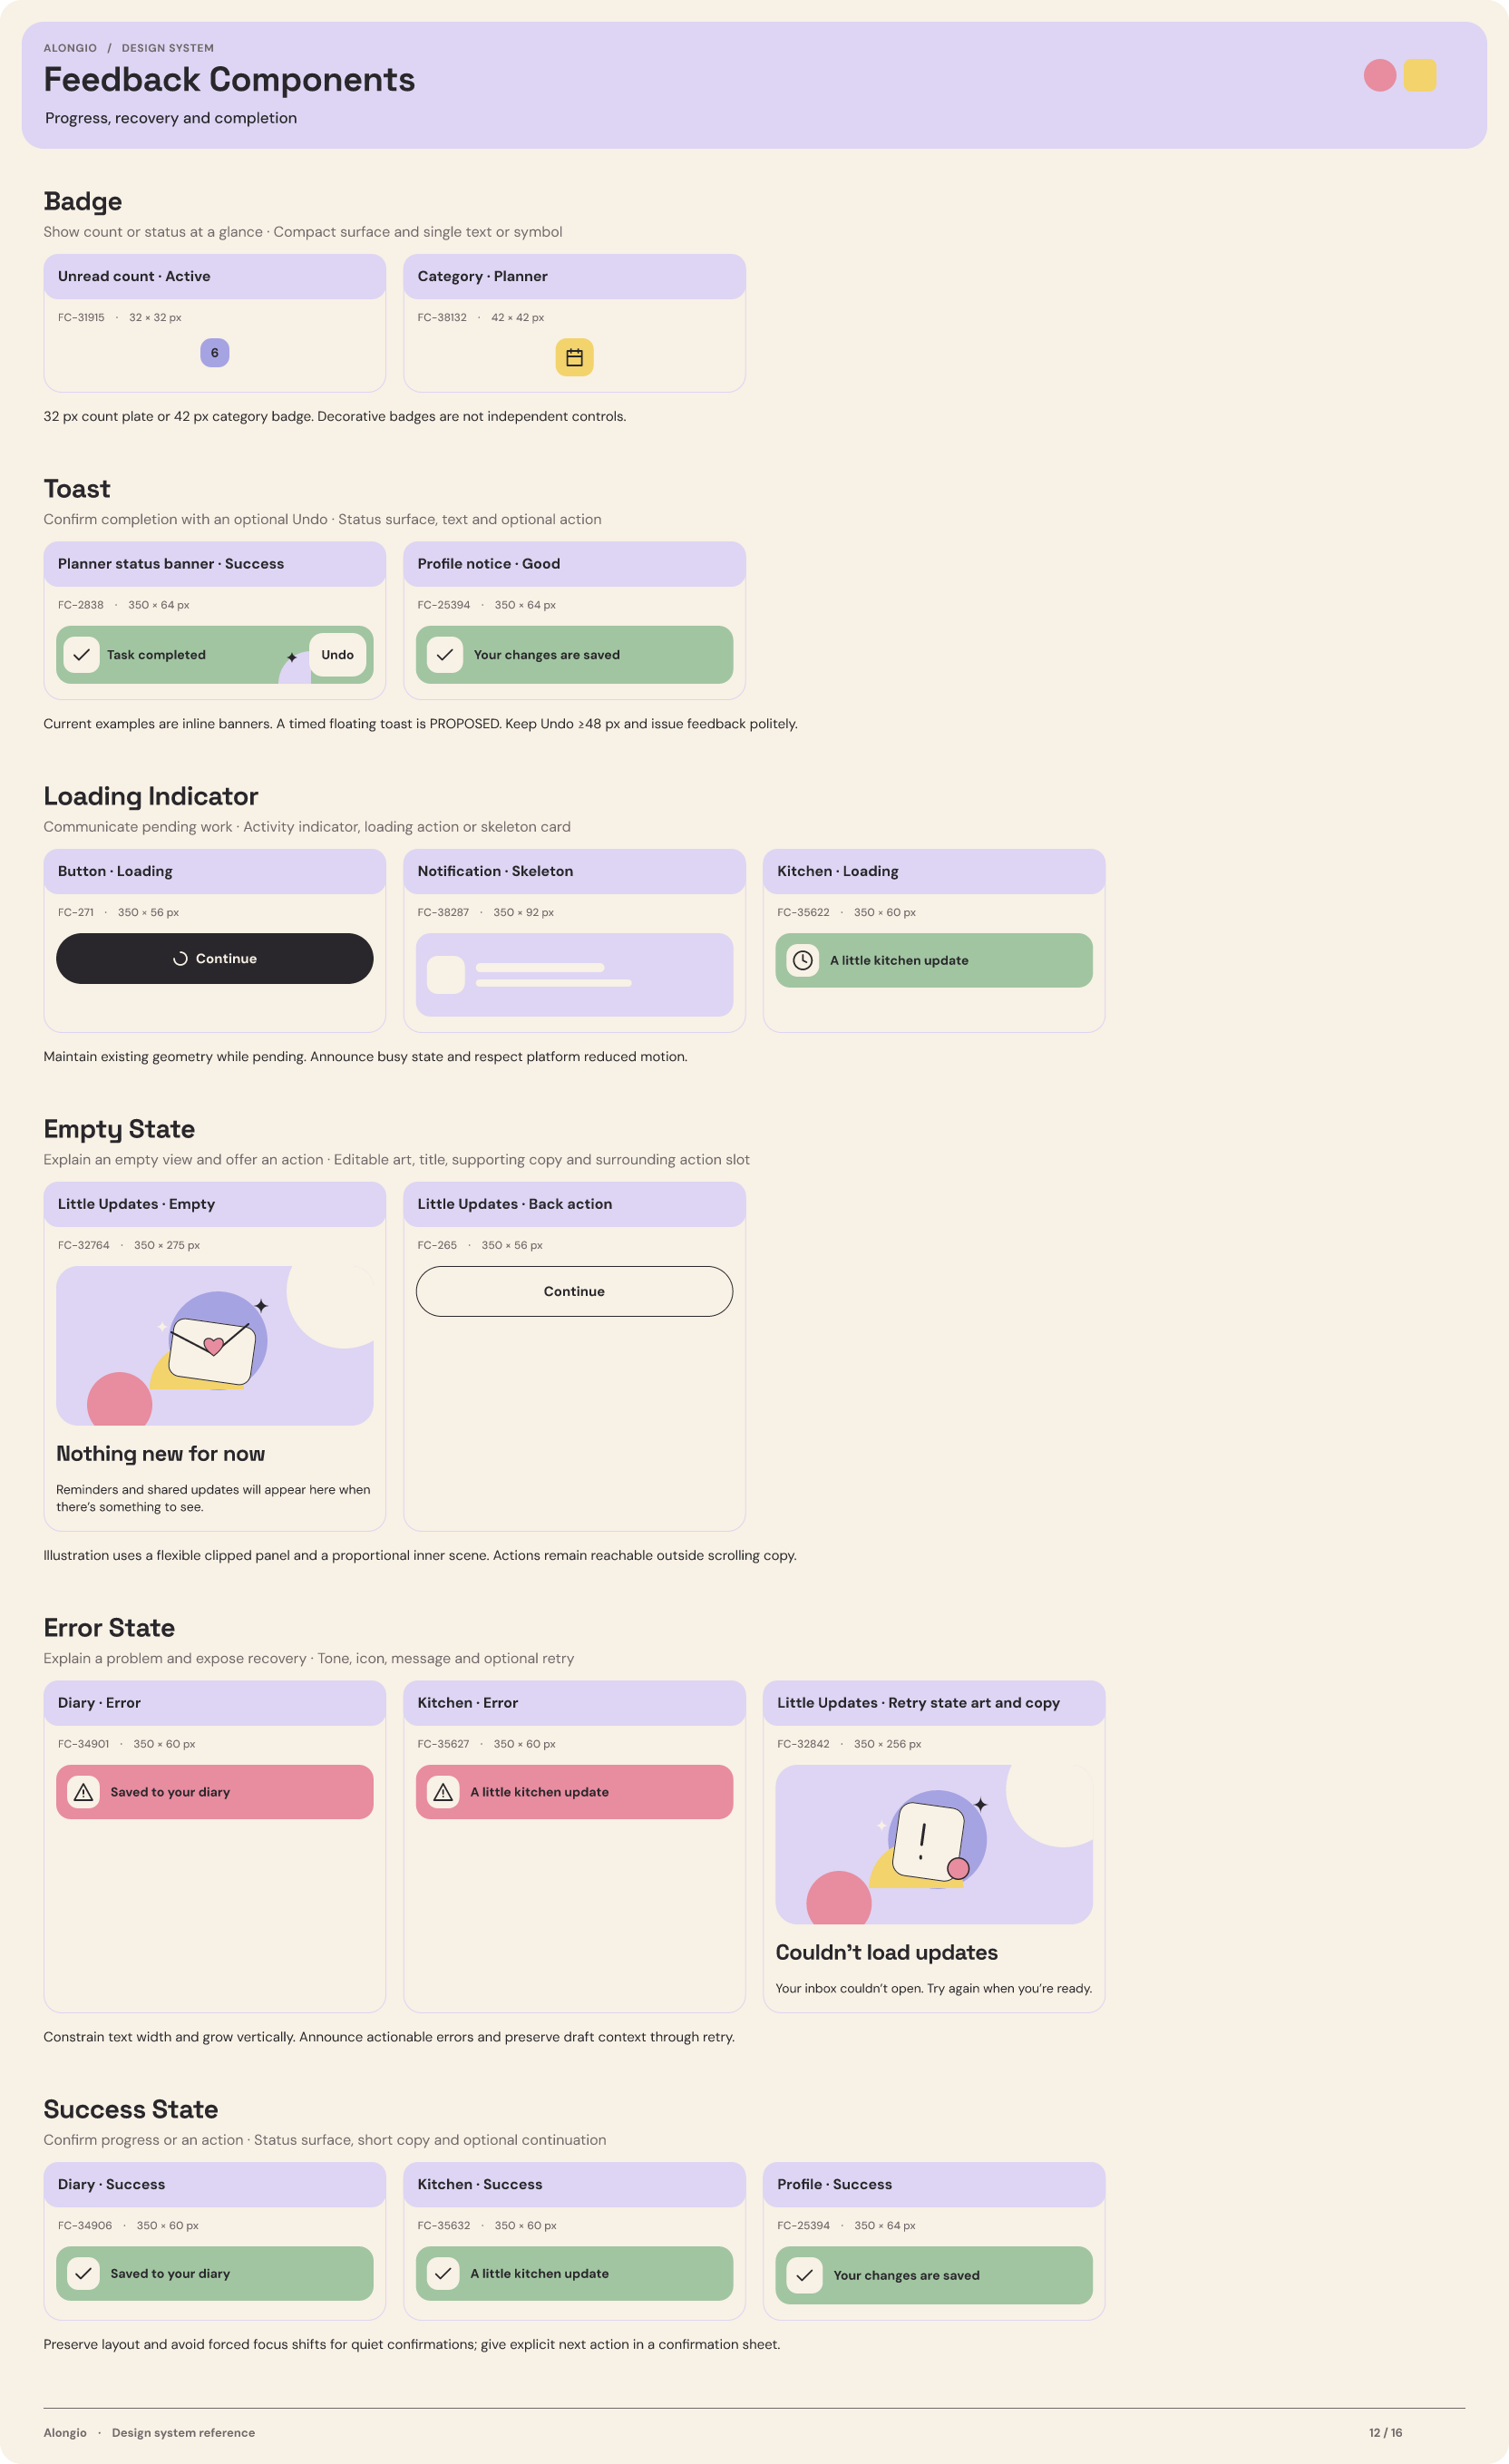 ALONGIO / DESIGN SYSTEM
Feedback Components
Progress, recovery and completion
Badge
Show count or status at a glance · Compact surface and single text or symbol
Unread count · Active
FC-31915 · 32 × 32 px
6
Category · Planner
FC-38132 · 42 × 42 px
32 px count plate or 42 px category badge. Decorative badges are not independent controls.
Toast
Confirm completion with an optional Undo · Status surface, text and optional action
Planner status banner · Success
FC-2838 · 350 × 64 px
Task completed
Undo
Profile notice · Good
FC-25394 · 350 × 64 px
Your changes are saved
Current examples are inline banners. A timed floating toast is PROPOSED. Keep Undo ≥48 px and issue feedback politely.
Loading Indicator
Communicate pending work · Activity indicator, loading action or skeleton card
Button · Loading
FC-271 · 350 × 56 px
Continue
Notification · Skeleton
FC-38287 · 350 × 92 px
Kitchen · Loading
FC-35622 · 350 × 60 px
A little kitchen update
Maintain existing geometry while pending. Announce busy state and respect platform reduced motion.
Empty State
Explain an empty view and offer an action · Editable art, title, supporting copy and surrounding action slot
Little Updates · Empty
FC-32764 · 350 × 275 px
Nothing new for now
Reminders and shared updates will appear here when
there's something to see.
Little Updates · Back action
FC-265 · 350 × 56 px
Continue
Illustration uses a flexible clipped panel and a proportional inner scene. Actions remain reachable outside scrolling copy.
Error State
Explain a problem and expose recovery · Tone, icon, message and optional retry
Diary · Error
FC-34901 · 350 × 60 px
Saved to your diary
Kitchen · Error
FC-35627 · 350 × 60 px
A little kitchen update
Little Updates · Retry state art and copy
FC-32842 · 350 × 256 px
Couldn't load updates
Your inbox couldn't open. Try again when you're ready.
Constrain text width and grow vertically. Announce actionable errors and preserve draft context through retry.
Success State
Confirm progress or an action · Status surface, short copy and optional continuation
Diary · Success
FC-34906 · 350 × 60 px
Saved to your diary
Kitchen · Success
FC-35632 · 350 × 60 px
A little kitchen update
Profile · Success
FC-25394 · 350 × 64 px
Your changes are saved
Preserve layout and avoid forced focus shifts for quiet confirmations; give explicit next action in a confirmation sheet.
Alongio · Design system reference
12 / 16